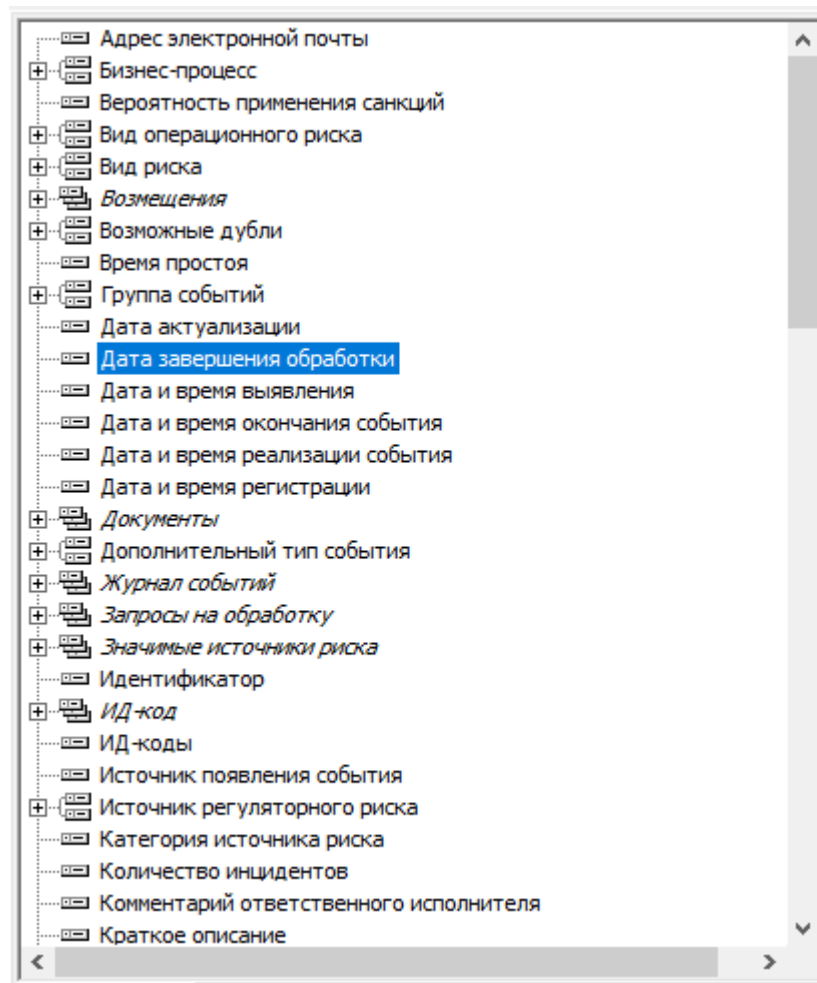 Адрес электронной почты
Бизнес-процесс
Вероятность применения санкций
Вид операционного риска
Вид риска
Возмещения
Возможные дубли
Время простоя
Группа событий
Дата актуализации
Дата завершения обработки
Дата и время выявления
Дата и время окончания события
Дата и время реализации события
Дата и время регистрации
Документы
Дополнительный тип события
Журнал событий
Запросы на обработку
Значимые источники риска
Идентификатор
ИД-код
ИД-коды
Источник появления события
Источник регуляторного риска
Категория источника риска
Количество инцидентов
Комментарий ответственного исполнителя
Краткое описание